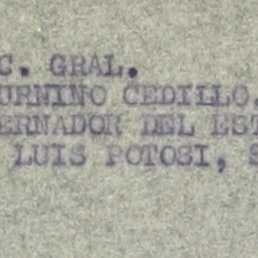 C. GRAL.
URNINO CEDILLO.
ERNADOR DEL EST
LUIS POTOSI, S